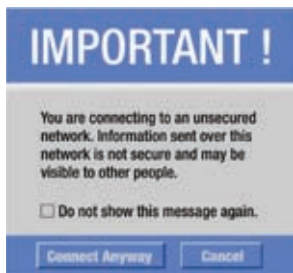 IMPORTANT !
You are connecting to an unsecured
network. Information sent over this
network is not secure and may be
visible to other people.
Do not show this message again.
Connect Anyway
Cancel